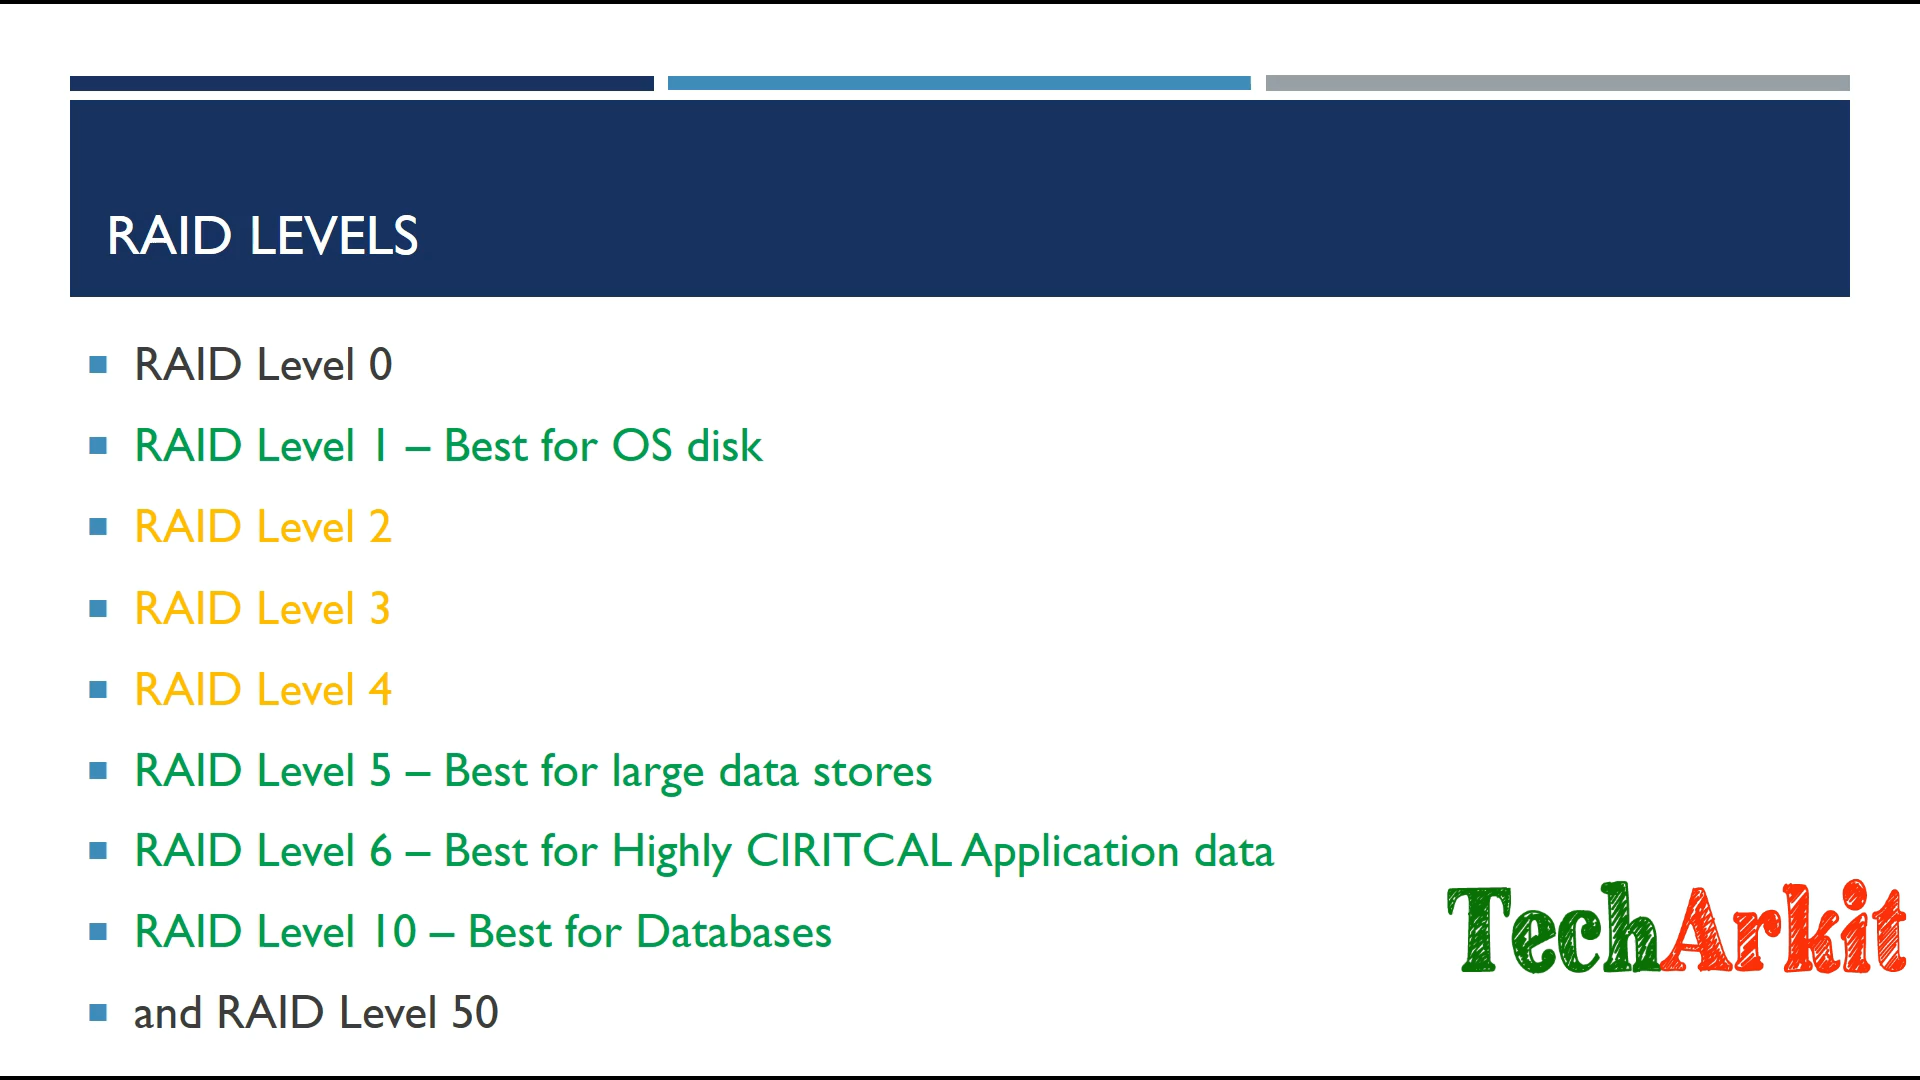 RAID LEVELS
RAID Level 0
RAID Level 1 – Best for OS disk
RAID Level 2
RAID Level 3
RAID Level 4
RAID Level 5 – Best for large data stores
RAID Level 6 – Best for Highly CIRITCAL Application data
RAID Level 10 – Best for Databases
and RAID Level 50
TechArkit